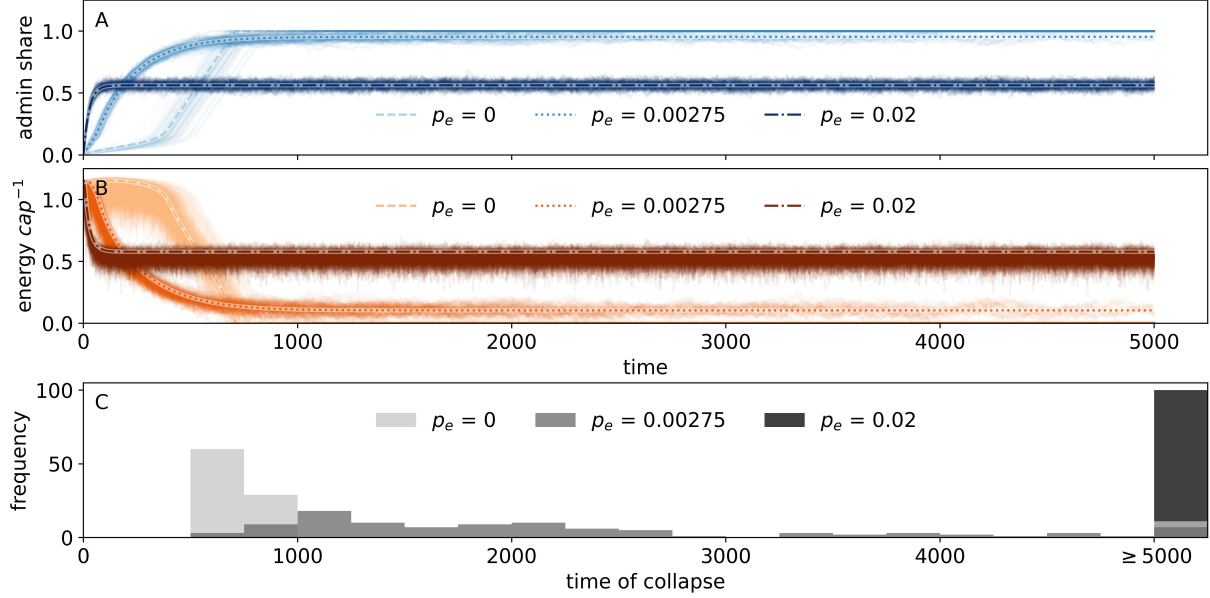 A
admin share
1.0
0.5
0.0
pₑ = 0
pₑ = 0.00275
pₑ = 0.02
B
energy cap⁻¹
1.0
0.5
0.0
pₑ = 0
pₑ = 0.00275
pₑ = 0.02
0 1000 2000 3000 4000 5000
time
C
frequency
100
50
0
pₑ = 0
pₑ = 0.00275
pₑ = 0.02
0 1000 2000 3000 4000 ≥ 5000
time of collapse